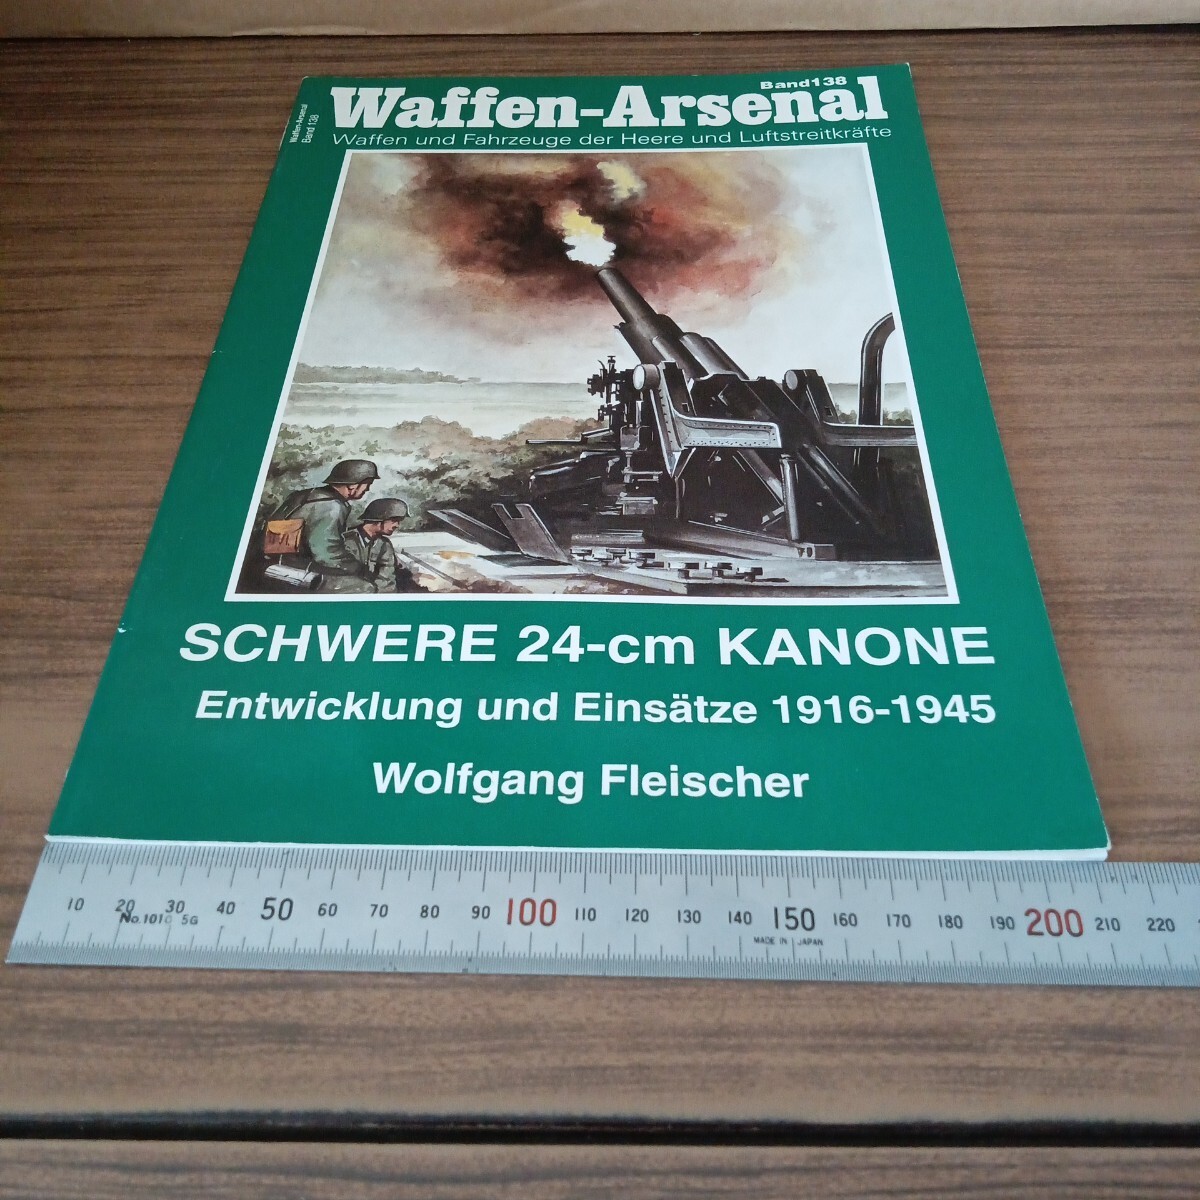 Band138
Waffen-Arsenal
Waffen und Fahrzeuge der Heere und Luftstreitkräfte
Waffen-Arsenal
Band 138
SCHWERE 24-cm KANONE
Entwicklung und Einsätze 1916-1945
Wolfgang Fleischer
10 20 30 40 50 60 70 80 90 100 110 120 130 140 150 160 170 180 190 200 210 220
No.1010 5G
MADE IN JAPAN